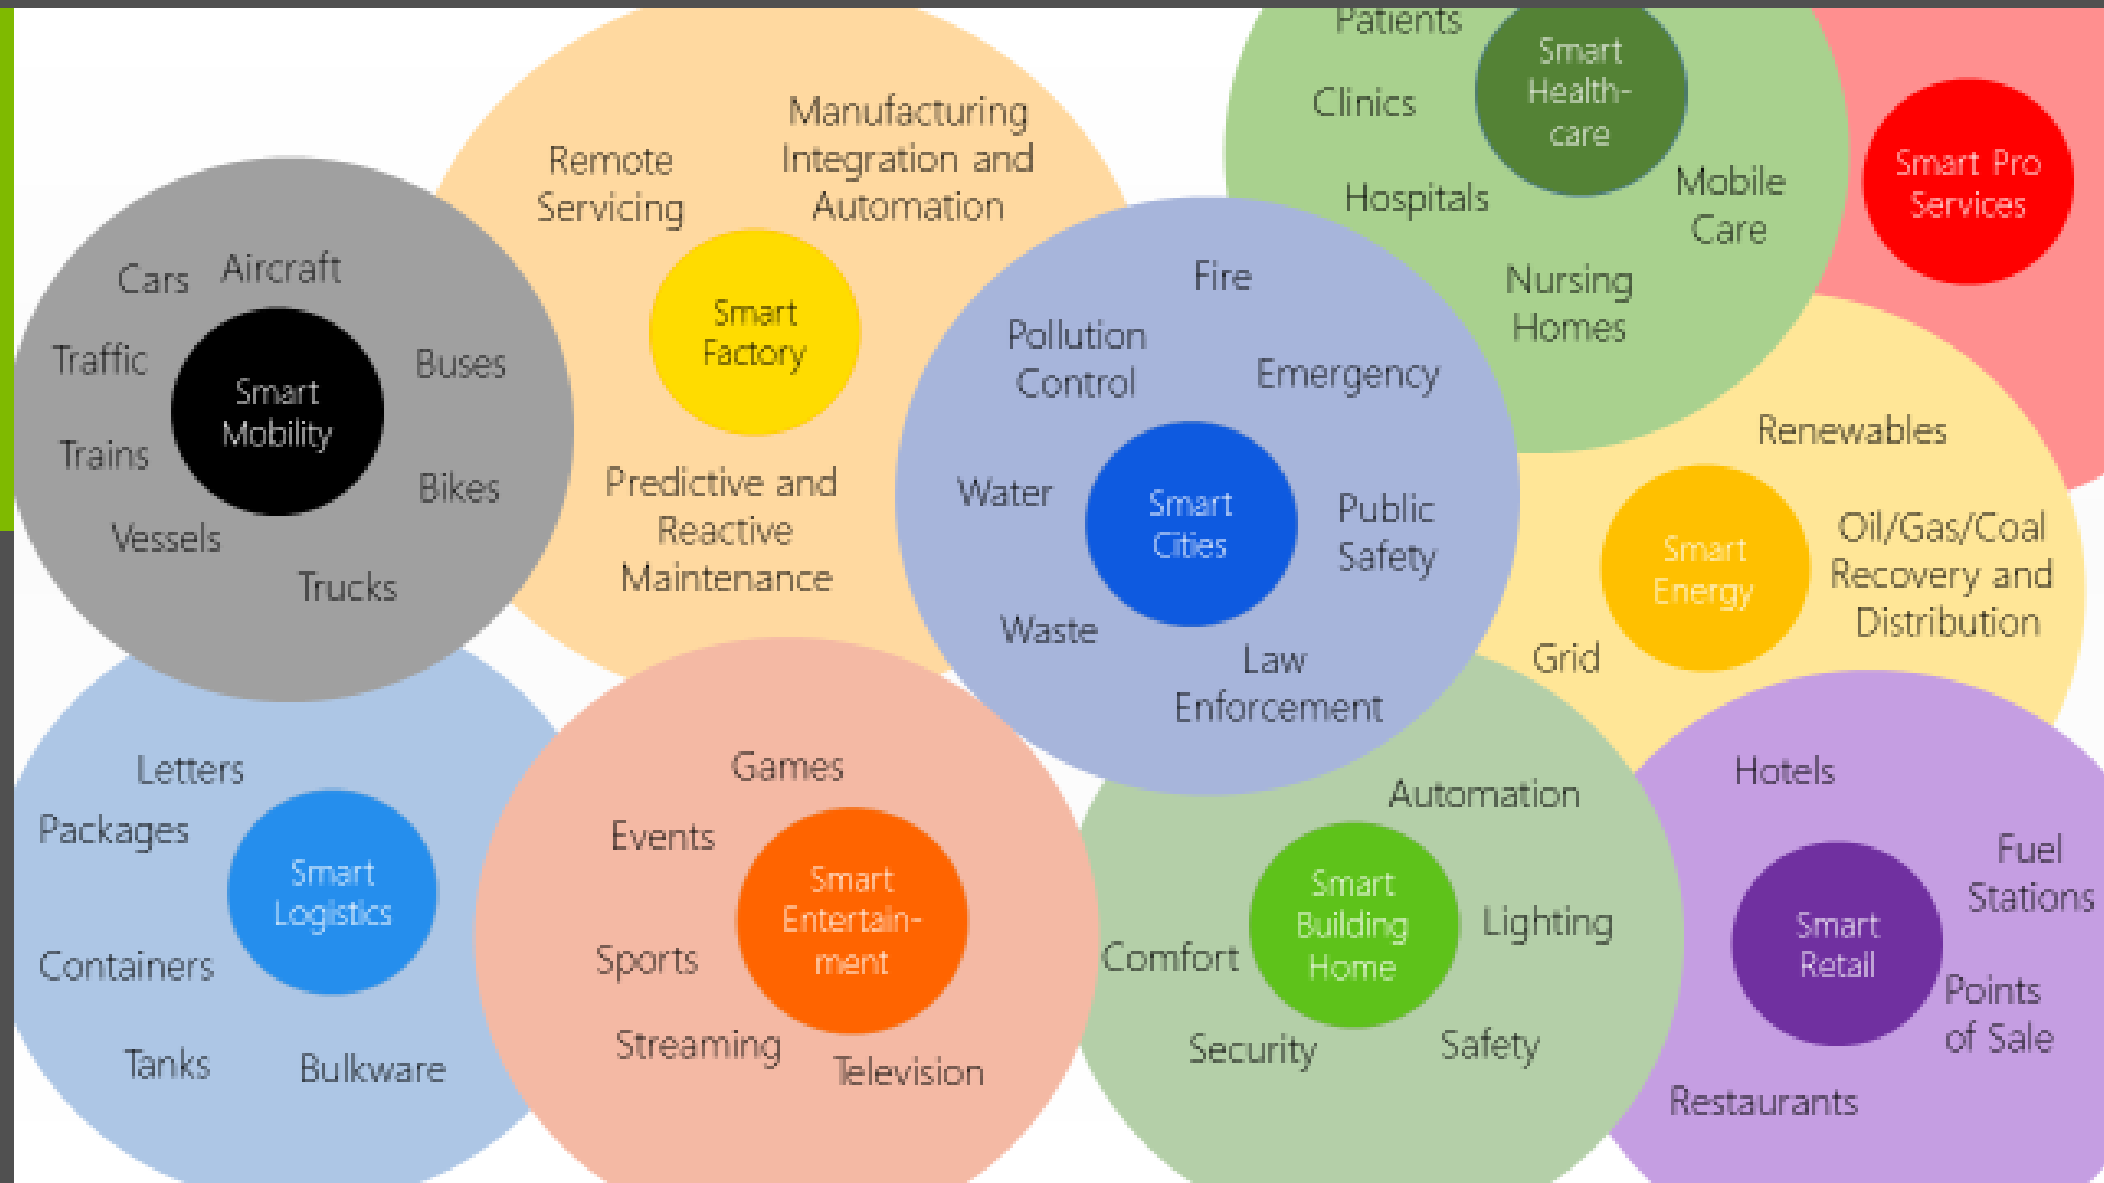 Cars
Aircraft
Traffic
Smart
Mobility
Buses
Trains
Bikes
Vessels
Trucks
Remote
Servicing
Manufacturing
Integration and
Automation
Smart
Factory
Predictive and
Reactive
Maintenance
Fire
Pollution
Control
Emergency
Water
Smart
Cities
Public
Safety
Waste
Law
Enforcement
Patients
Smart
Health-
care
Clinics
Hospitals
Mobile
Care
Nursing
Homes
Smart Pro
Services
Renewables
Smart
Energy
Oil/Gas/Coal
Recovery and
Distribution
Grid
Letters
Packages
Smart
Logistics
Containers
Tanks
Bulkware
Games
Events
Smart
Entertain-
ment
Sports
Streaming
Television
Automation
Smart
Building
Home
Lighting
Comfort
Security
Safety
Hotels
Fuel
Stations
Smart
Retail
Points
of Sale
Restaurants